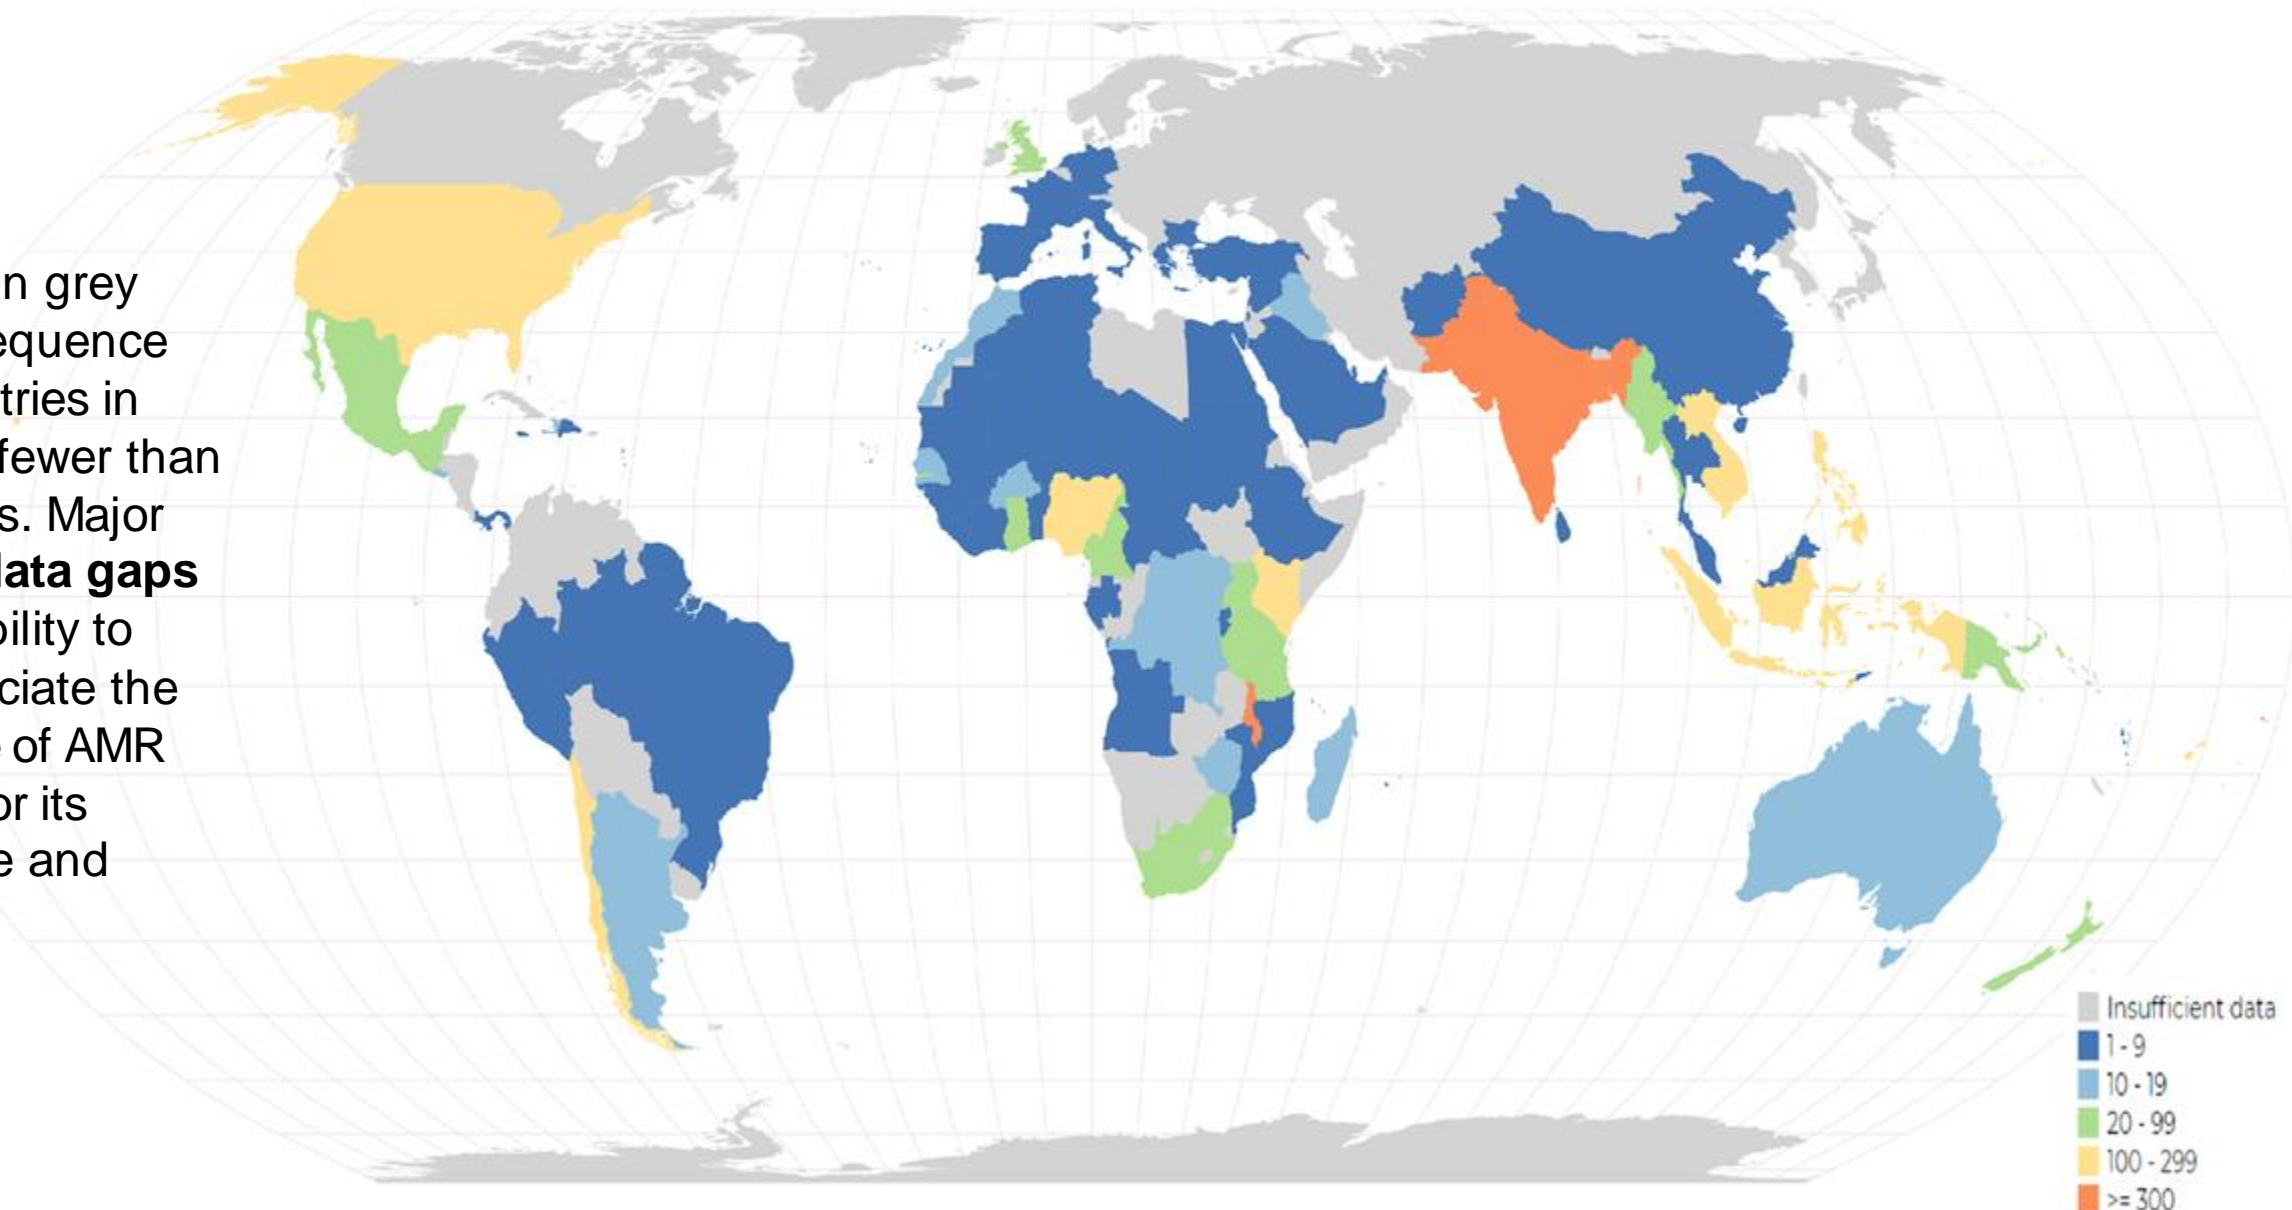 n grey
equence
tries in
fewer than
s. Major
lata gaps
bility to
ciate the
e of AMR
or its
e and
Insufficient data
1 - 9
10 - 19
20 - 99
100 - 299
>= 300